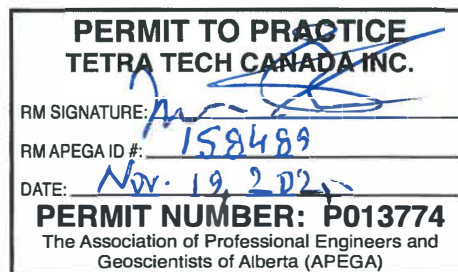 PERMIT TO PRACTICE
TETRA TECH CANADA INC.
RM SIGNATURE:
RM APEGA ID #: 158489
DATE: Nov. 19, 202
PERMIT NUMBER: P013774
The Association of Professional Engineers and
Geoscientists of Alberta (APEGA)